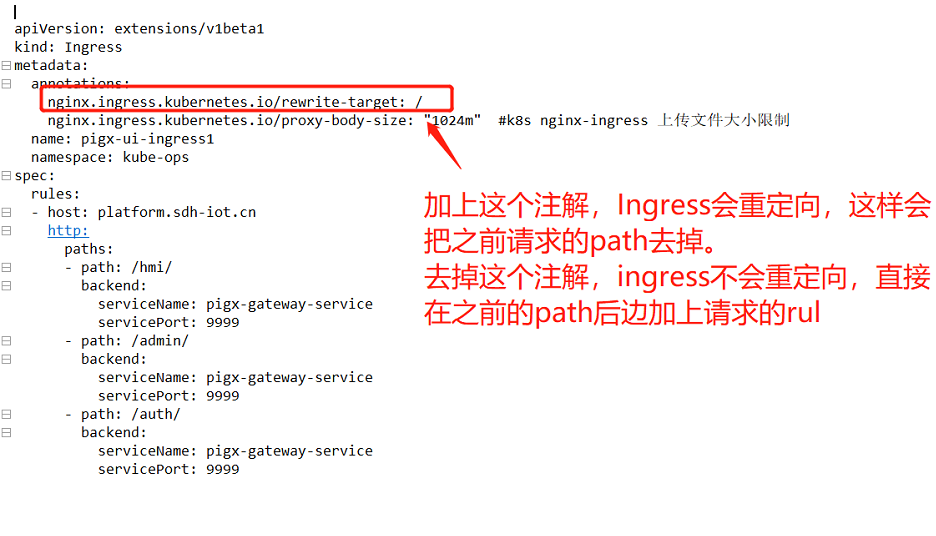 apiVersion: extensions/v1beta1
kind: Ingress
metadata:
  annotations:
    nginx.ingress.kubernetes.io/rewrite-target: /
    nginx.ingress.kubernetes.io/proxy-body-size: "1024m"  #k8s nginx-ingress 上传文件大小限制
  name: pigx-ui-ingress1
  namespace: kube-ops
spec:
  rules:
  - host: platform.sdh-iot.cn
    http:
      paths:
      - path: /hmi/
        backend:
          serviceName: pigx-gateway-service
          servicePort: 9999
      - path: /admin/
        backend:
          serviceName: pigx-gateway-service
          servicePort: 9999
      - path: /auth/
        backend:
          serviceName: pigx-gateway-service
          servicePort: 9999
加上这个注解，Ingress会重定向，这样会
把之前请求的path去掉。
去掉这个注解，ingress不会重定向，直接
在之前的path后边加上请求的rul